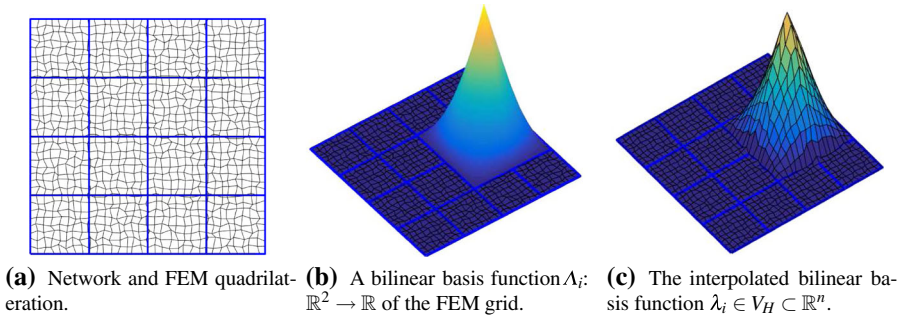 (a) Network and FEM quadrilat-
eration.
(b) A bilinear basis function Λᵢ:
ℝ² → ℝ of the FEM grid.
(c) The interpolated bilinear ba-
sis function λᵢ ∈ V_H ⊂ ℝⁿ.